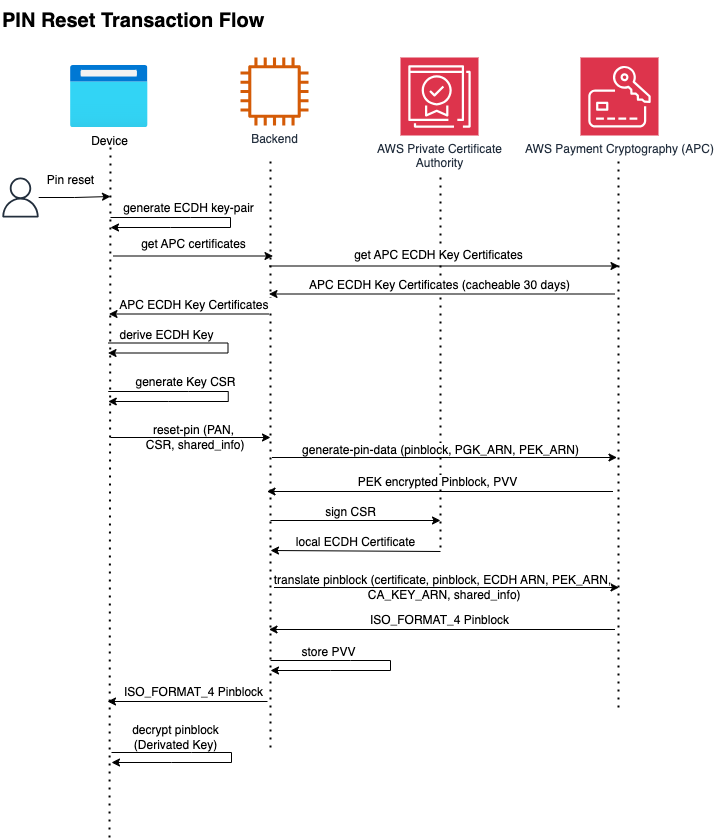 PIN Reset Transaction Flow
Device
Backend
AWS Private Certificate
Authority
AWS Payment Cryptography (APC)
Pin reset
generate ECDH key-pair
get APC certificates
get APC ECDH Key Certificates
APC ECDH Key Certificates (cacheable 30 days)
APC ECDH Key Certificates
derive ECDH Key
generate Key CSR
reset-pin (PAN,
CSR, shared_info)
generate-pin-data (pinblock, PGK_ARN, PEK_ARN)
PEK encrypted Pinblock, PVV
sign CSR
local ECDH Certificate
translate pinblock (certificate, pinblock, ECDH ARN, PEK_ARN,
CA_KEY_ARN, shared_info)
ISO_FORMAT_4 Pinblock
store PVV
ISO_FORMAT_4 Pinblock
decrypt pinblock
(Derivated Key)